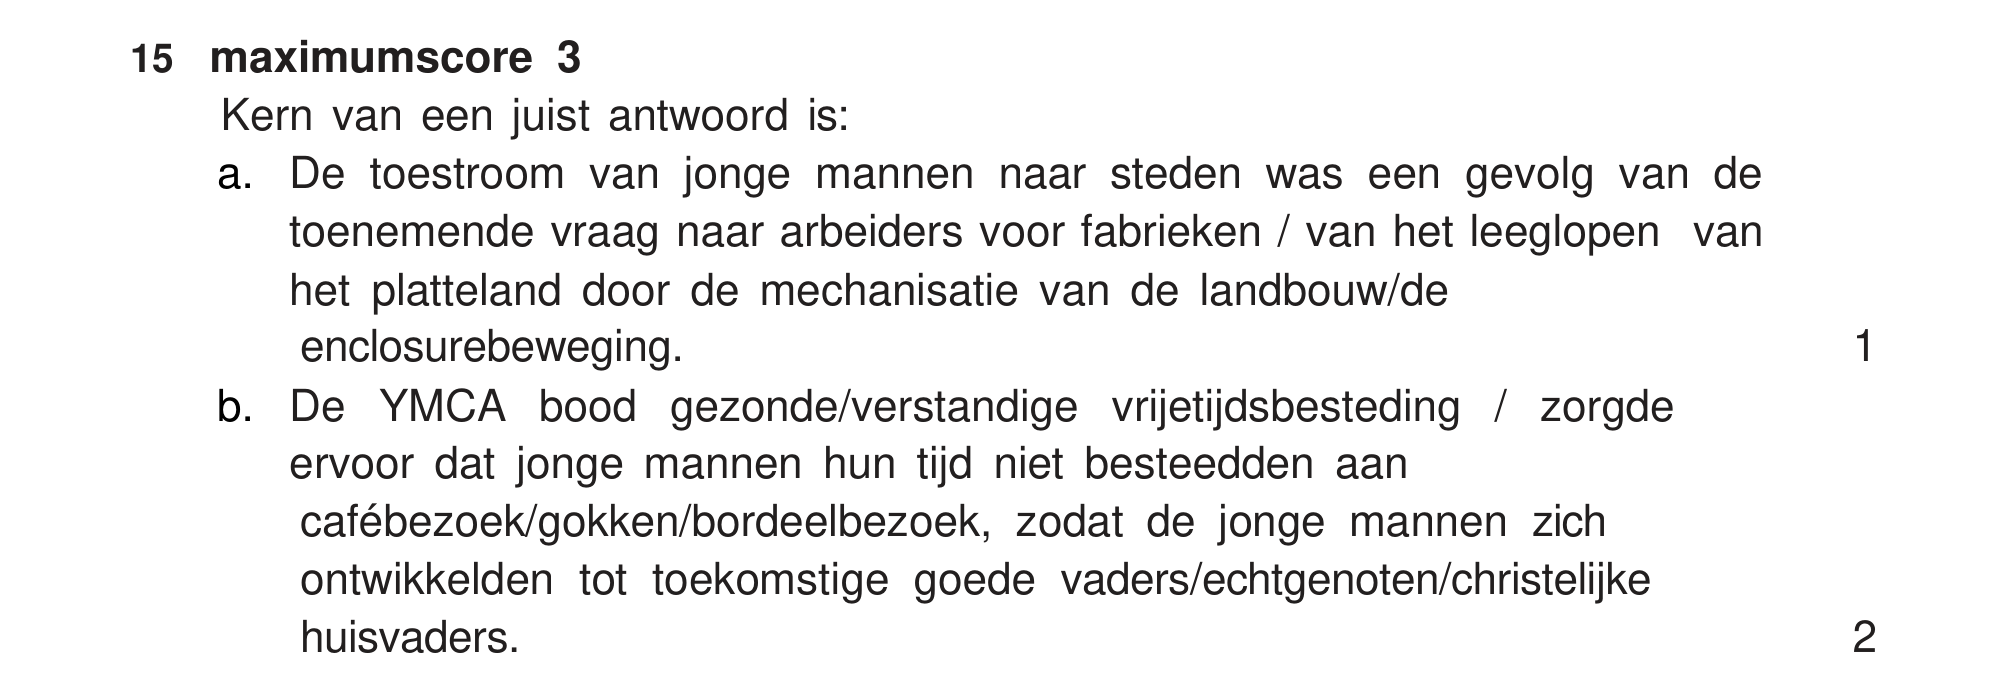 15 maximumscore 3
Kern van een juist antwoord is:
a. De toestroom van jonge mannen naar steden was een gevolg van de
toenemende vraag naar arbeiders voor fabrieken / van het leeglopen van
het platteland door de mechanisatie van de landbouw/de
enclosurebeweging. 1
b. De YMCA bood gezonde/verstandige vrijetijdsbesteding / zorgde
ervoor dat jonge mannen hun tijd niet besteedden aan
cafébezoek/gokken/bordeelbezoek, zodat de jonge mannen zich
ontwikkelden tot toekomstige goede vaders/echtgenoten/christelijke
huisvaders. 2